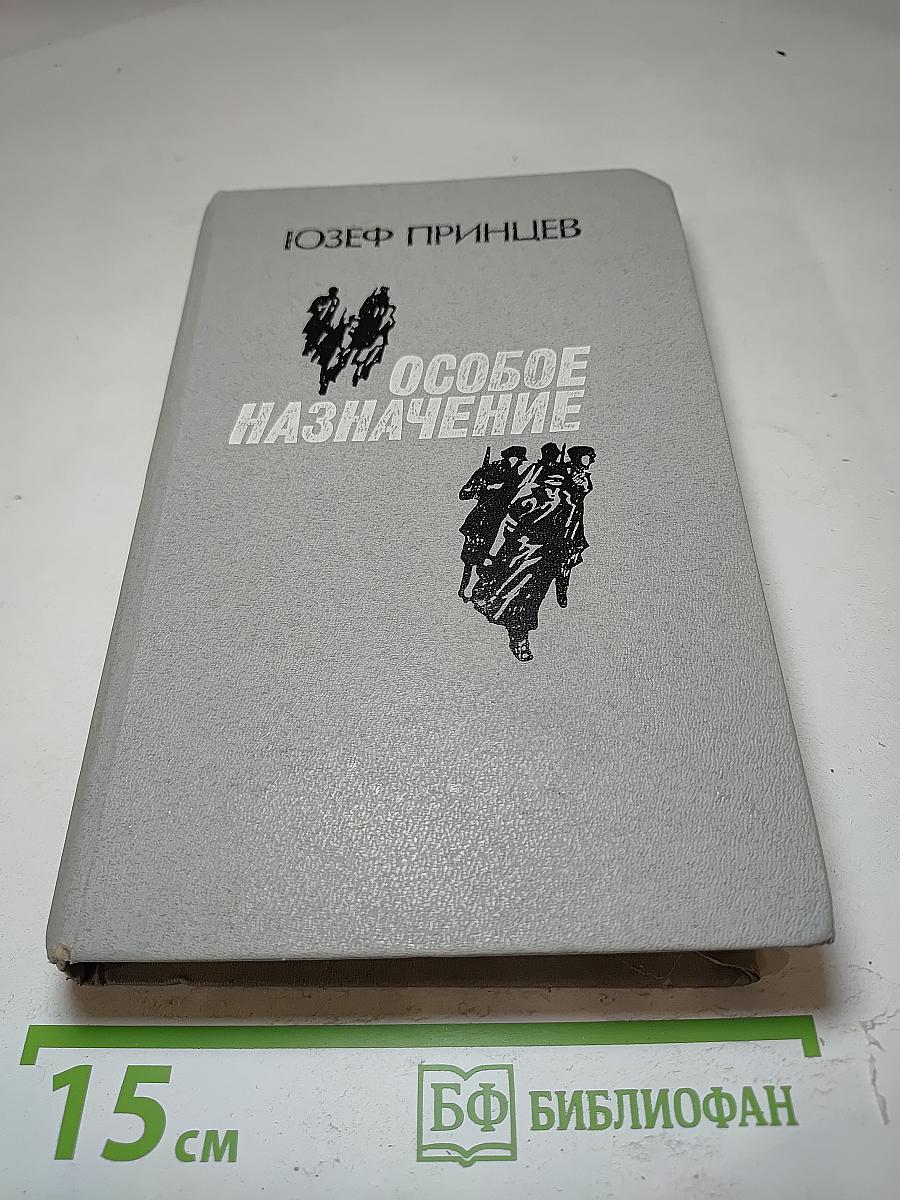 ЮЗЕФ ПРИНЦЕВ
ОСОБОЕ
НАЗНАЧЕНИЕ
15 см
БФ БИБЛИОФАН